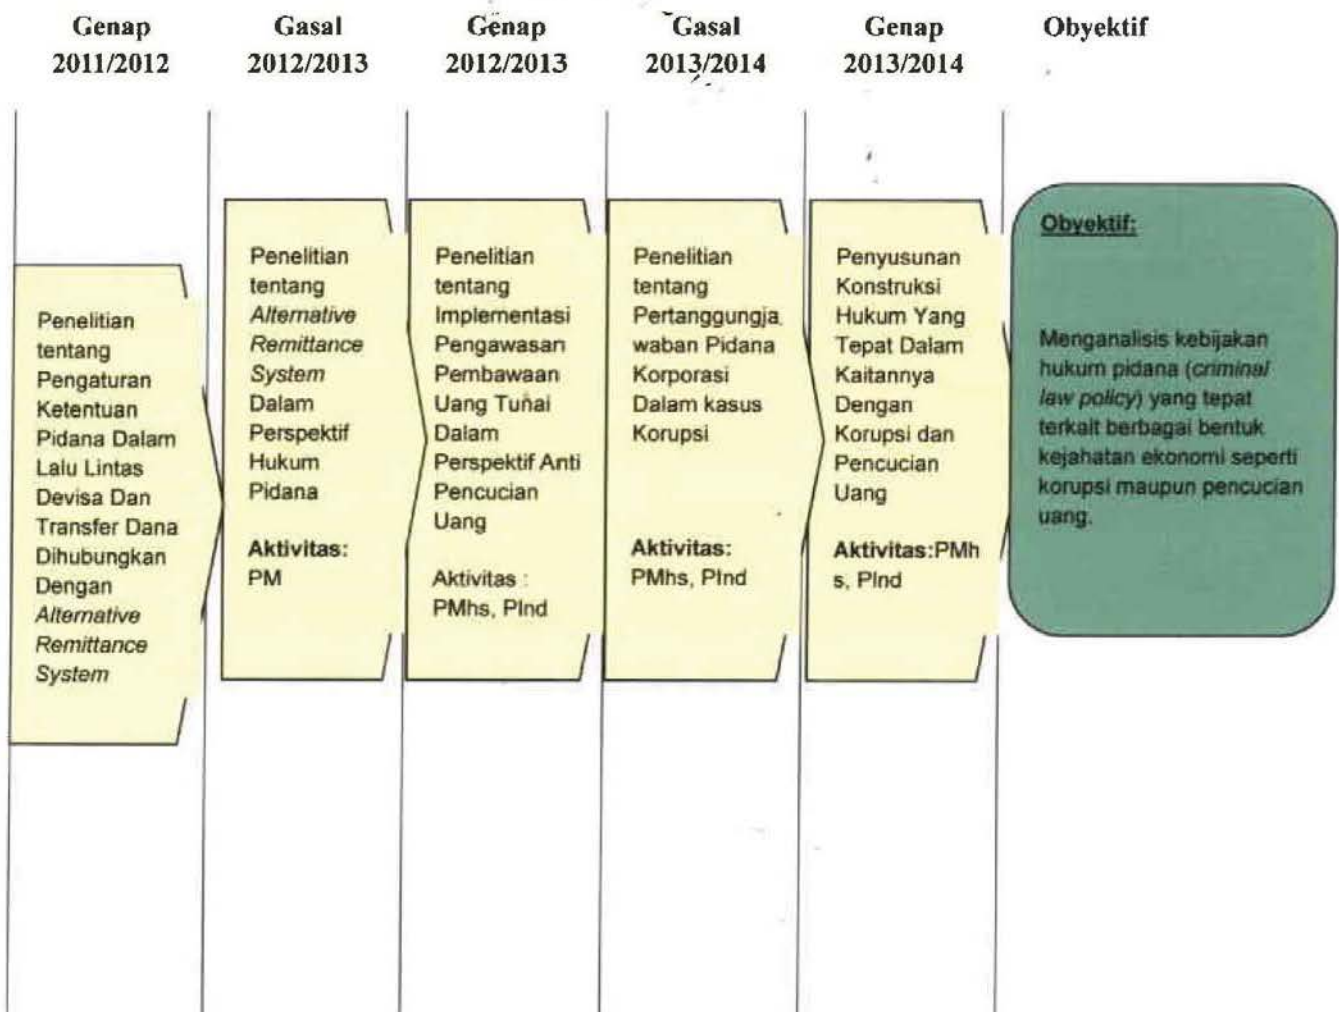 Genap
2011/2012
Gasal
2012/2013
Genap
2012/2013
Gasal
2013/2014
Genap
2013/2014
Obyektif
Penelitian
tentang
Pengaturan
Ketentuan
Pidana Dalam
Lalu Lintas
Devisa Dan
Transfer Dana
Dihubungkan
Dengan
Alternative
Remittance
System
Penelitian
tentang
Alternative
Remittance
System
Dalam
Perspektif
Hukum
Pidana
Aktivitas:
PM
Penelitian
tentang
Implementasi
Pengawasan
Pembawaan
Uang Tunai
Dalam
Perspektif Anti
Pencucian
Uang
Aktivitas :
PMhs, PInd
Penelitian
tentang
Pertanggungja
waban Pidana
Korporasi
Dalam kasus
Korupsi
Aktivitas:
PMhs, PInd
Penyusunan
Konstruksi
Hukum Yang
Tepat Dalam
Kaitannya
Dengan
Korupsi dan
Pencucian
Uang
Aktivitas:PMh
s, PInd
Obyektif:
Menganalisis kebijakan
hukum pidana (criminal
law policy) yang tepat
terkait berbagai bentuk
kejahatan ekonomi seperti
korupsi maupun pencucian
uang.